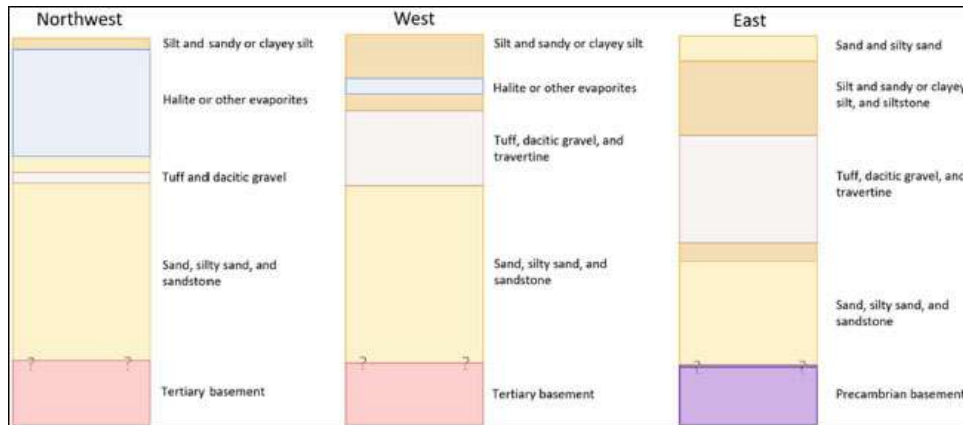 Northwest
Silt and sandy or clayey silt
Halite or other evaporites
Tuff and dacitic gravel
Sand, silty sand, and
sandstone
? ?
Tertiary basement
West
Silt and sandy or clayey silt
Halite or other evaporites
Tuff, dacitic gravel, and
travertine
Sand, silty sand, and
sandstone
? ?
Tertiary basement
East
Sand and silty sand
Silt and sandy or clayey
silt, and siltstone
Tuff, dacitic gravel, and
travertine
Sand, silty sand, and
sandstone
? ?
Precambrian basement